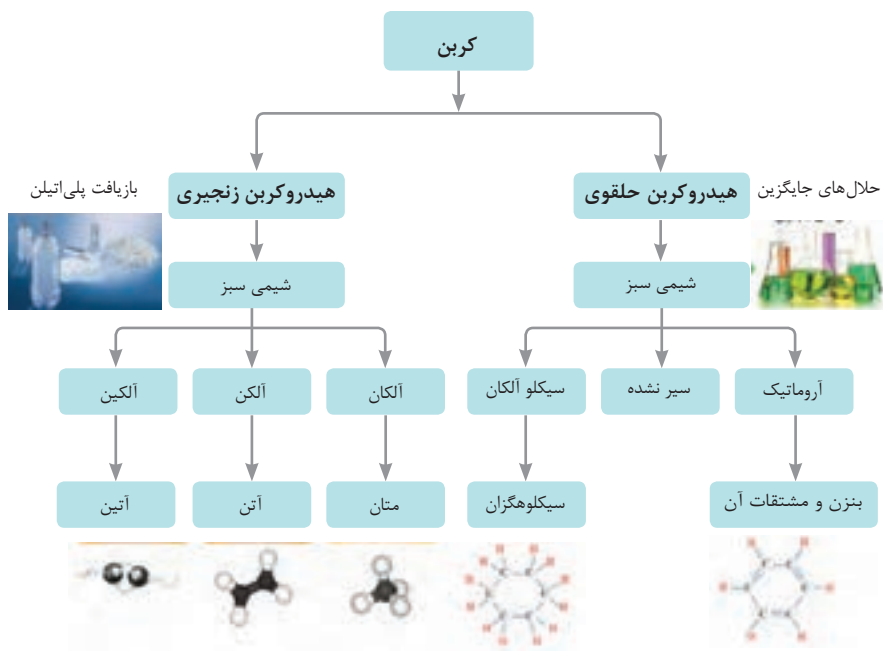 کربن
هیدروکربن حلقوی
هیدروکربن زنجیری
حلال‌های جایگزین
بازیافت پلی‌اتیلن
شیمی سبز
شیمی سبز
آروماتیک
سیر نشده
سیکلو آلکان
آلکان
آلکن
آلکین
بنزن و مشتقات آن
سیکلوهگزان
متان
آتن
آتین